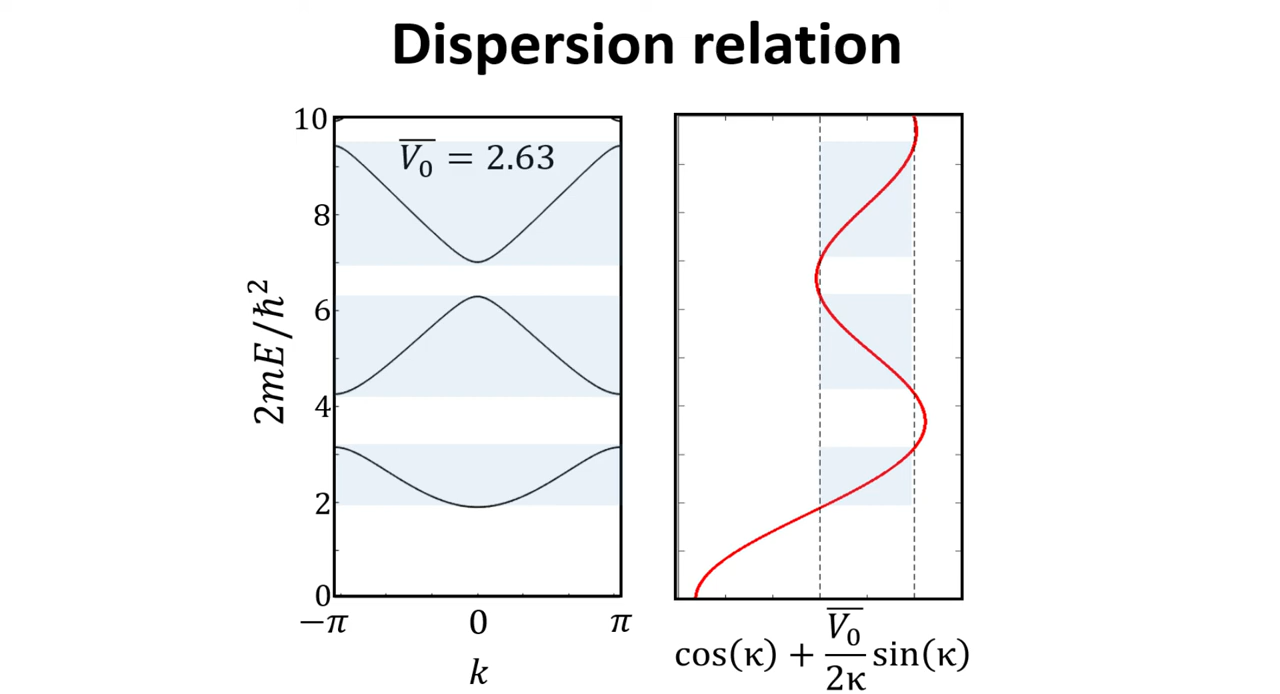 Dispersion relation
10
8
6
4
2
0
2mE/ℏ²
V̅₀ = 2.63
−π 0 π
k
cos(κ) + V̅₀/2κ sin(κ)